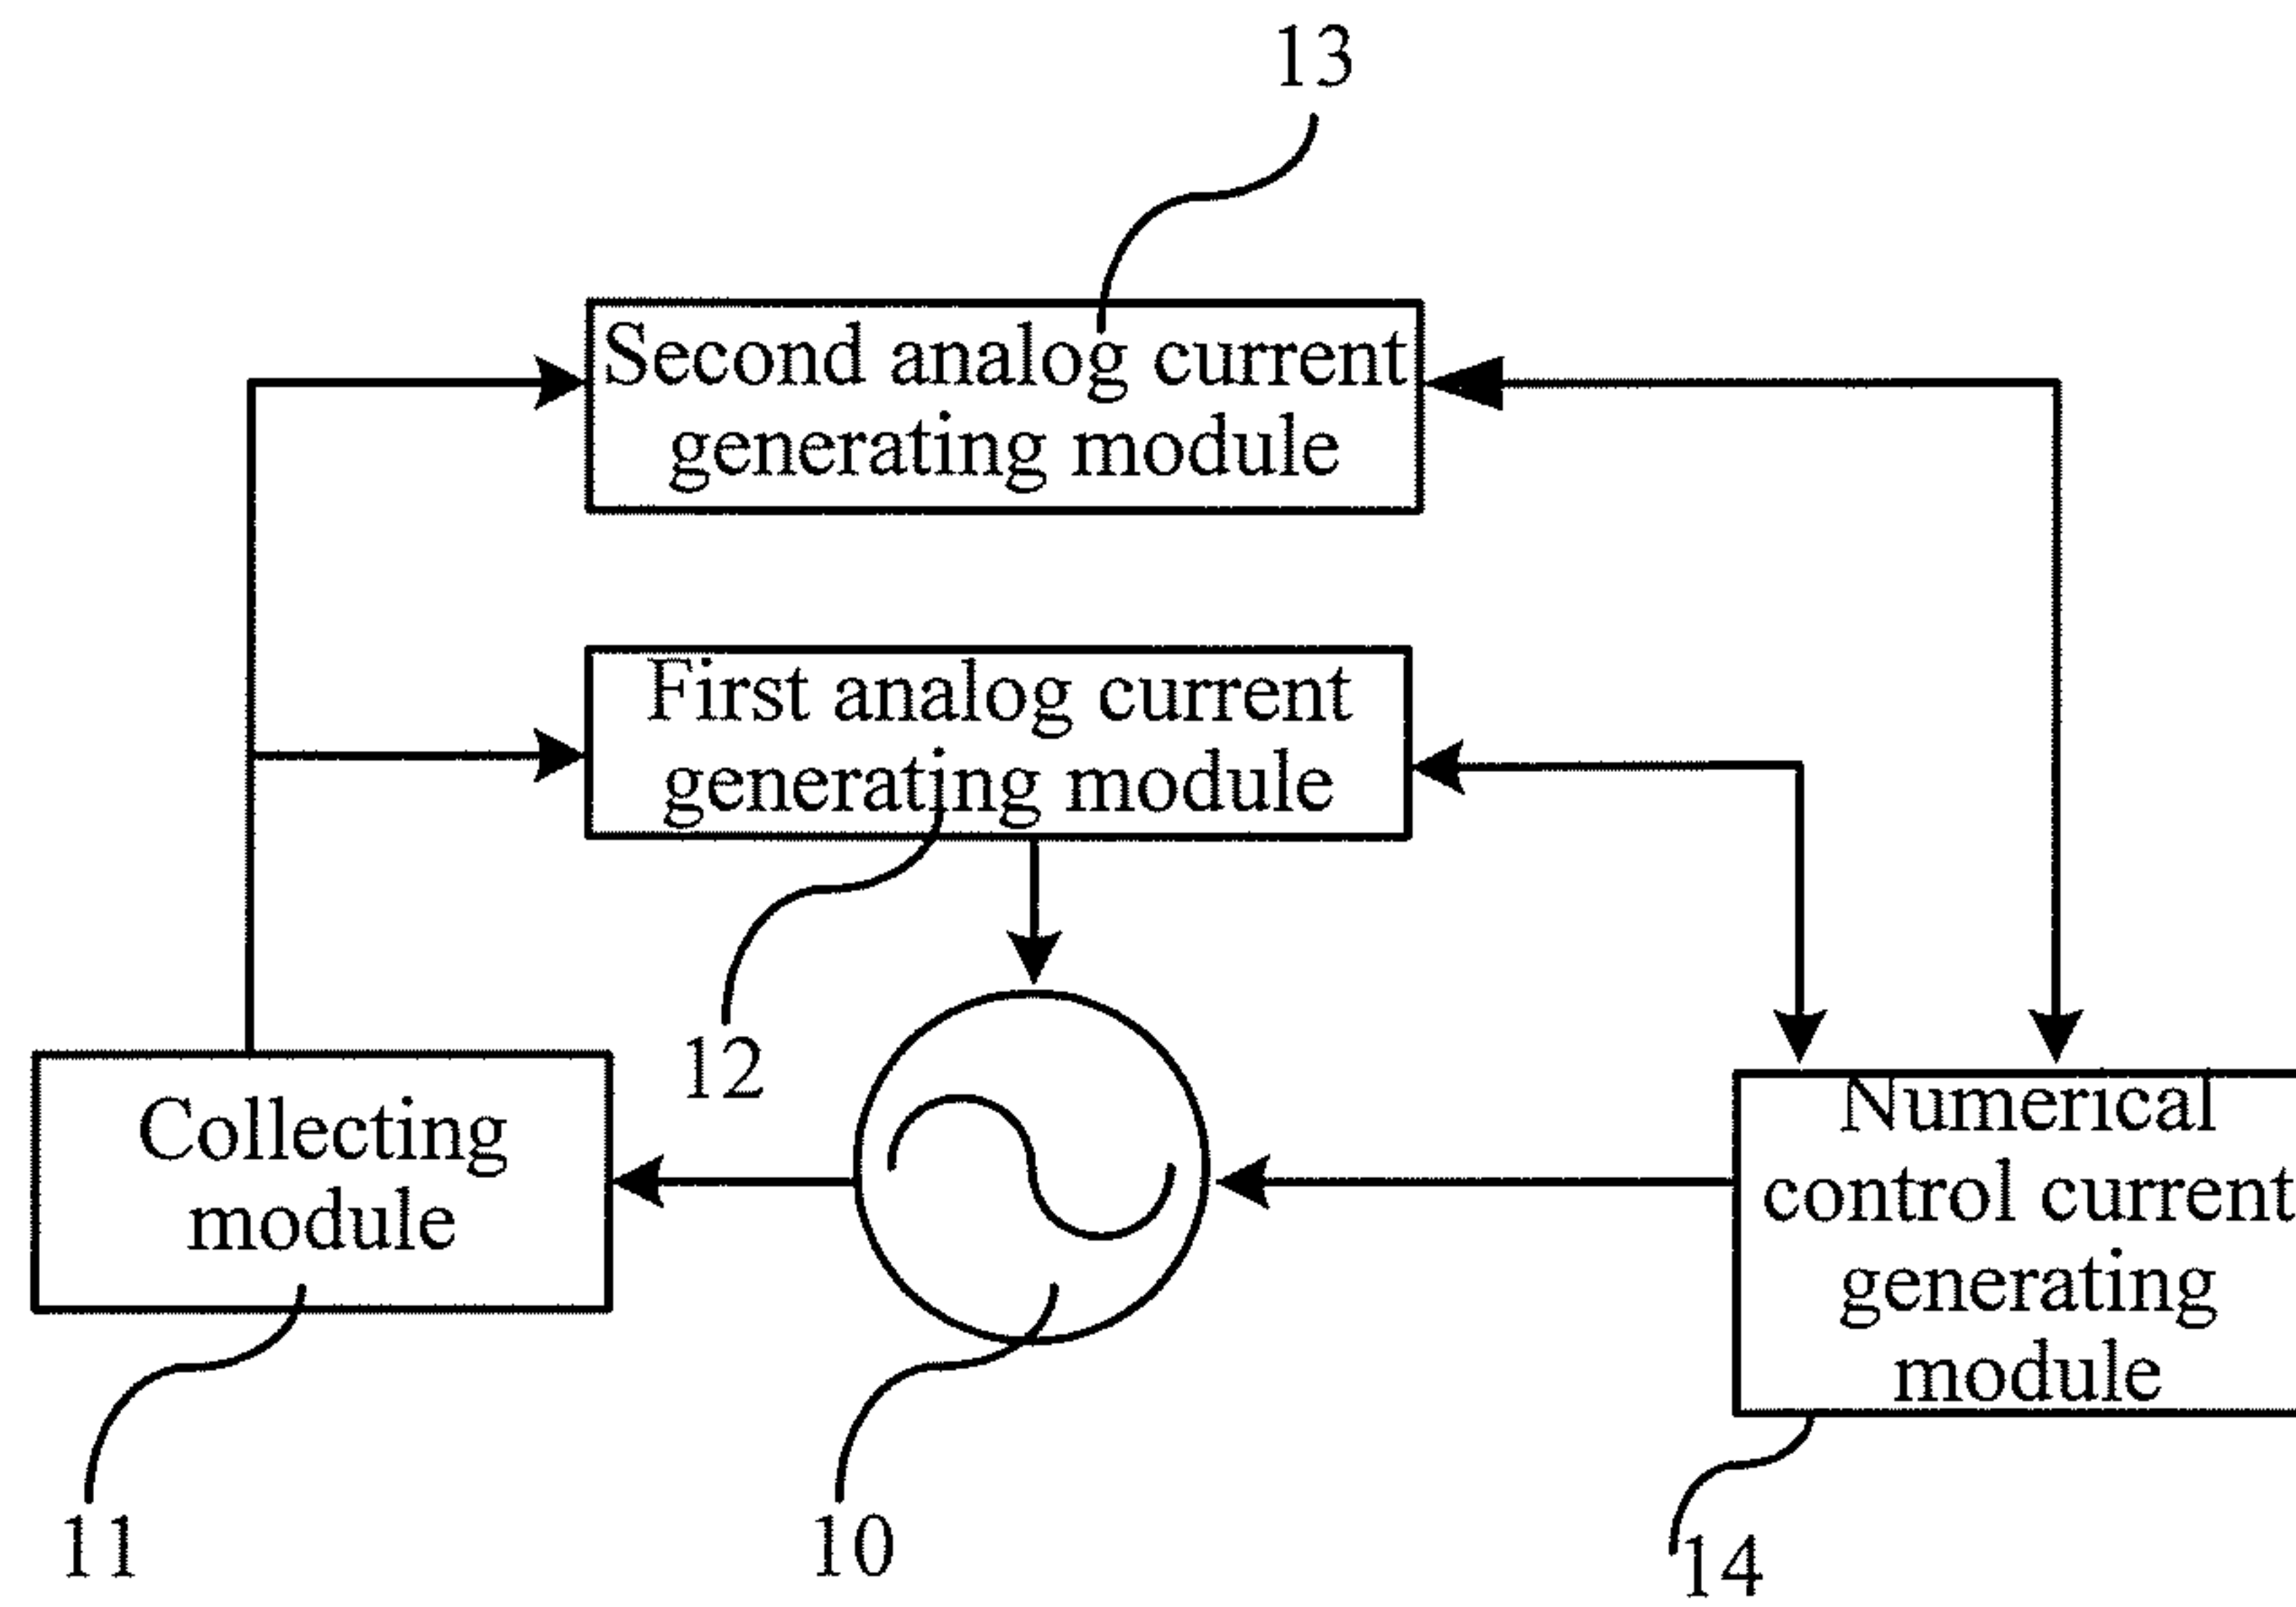 13
Second analog current
generating module
First analog current
generating module
12
Collecting
module
Numerical
control current
generating
module
11
10
14